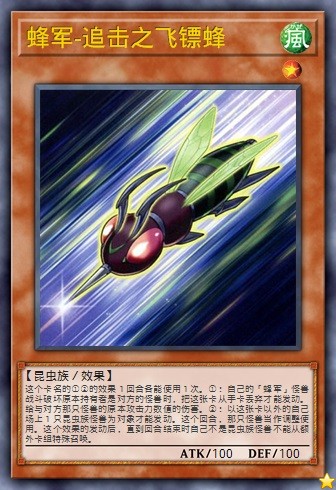 蜂军-追击之飞镖蜂
風
【昆虫族／效果】
这个卡名的①②的效果1回合各能使用1次。①：自己的「蜂军」怪兽
战斗破坏原本持有者是对方的怪兽时，把这张卡从手卡丢弃才能发动。
给与对方那只怪兽的原本攻击力数值的伤害。②：以这张卡以外的自己
场上1只昆虫族怪兽为对象才能发动。这个回合，那只怪兽当作调整使
用。这个效果的发动后，直到回合结束时自己不是昆虫族怪兽不能从额
外卡组特殊召唤。
ATK/100 DEF/100